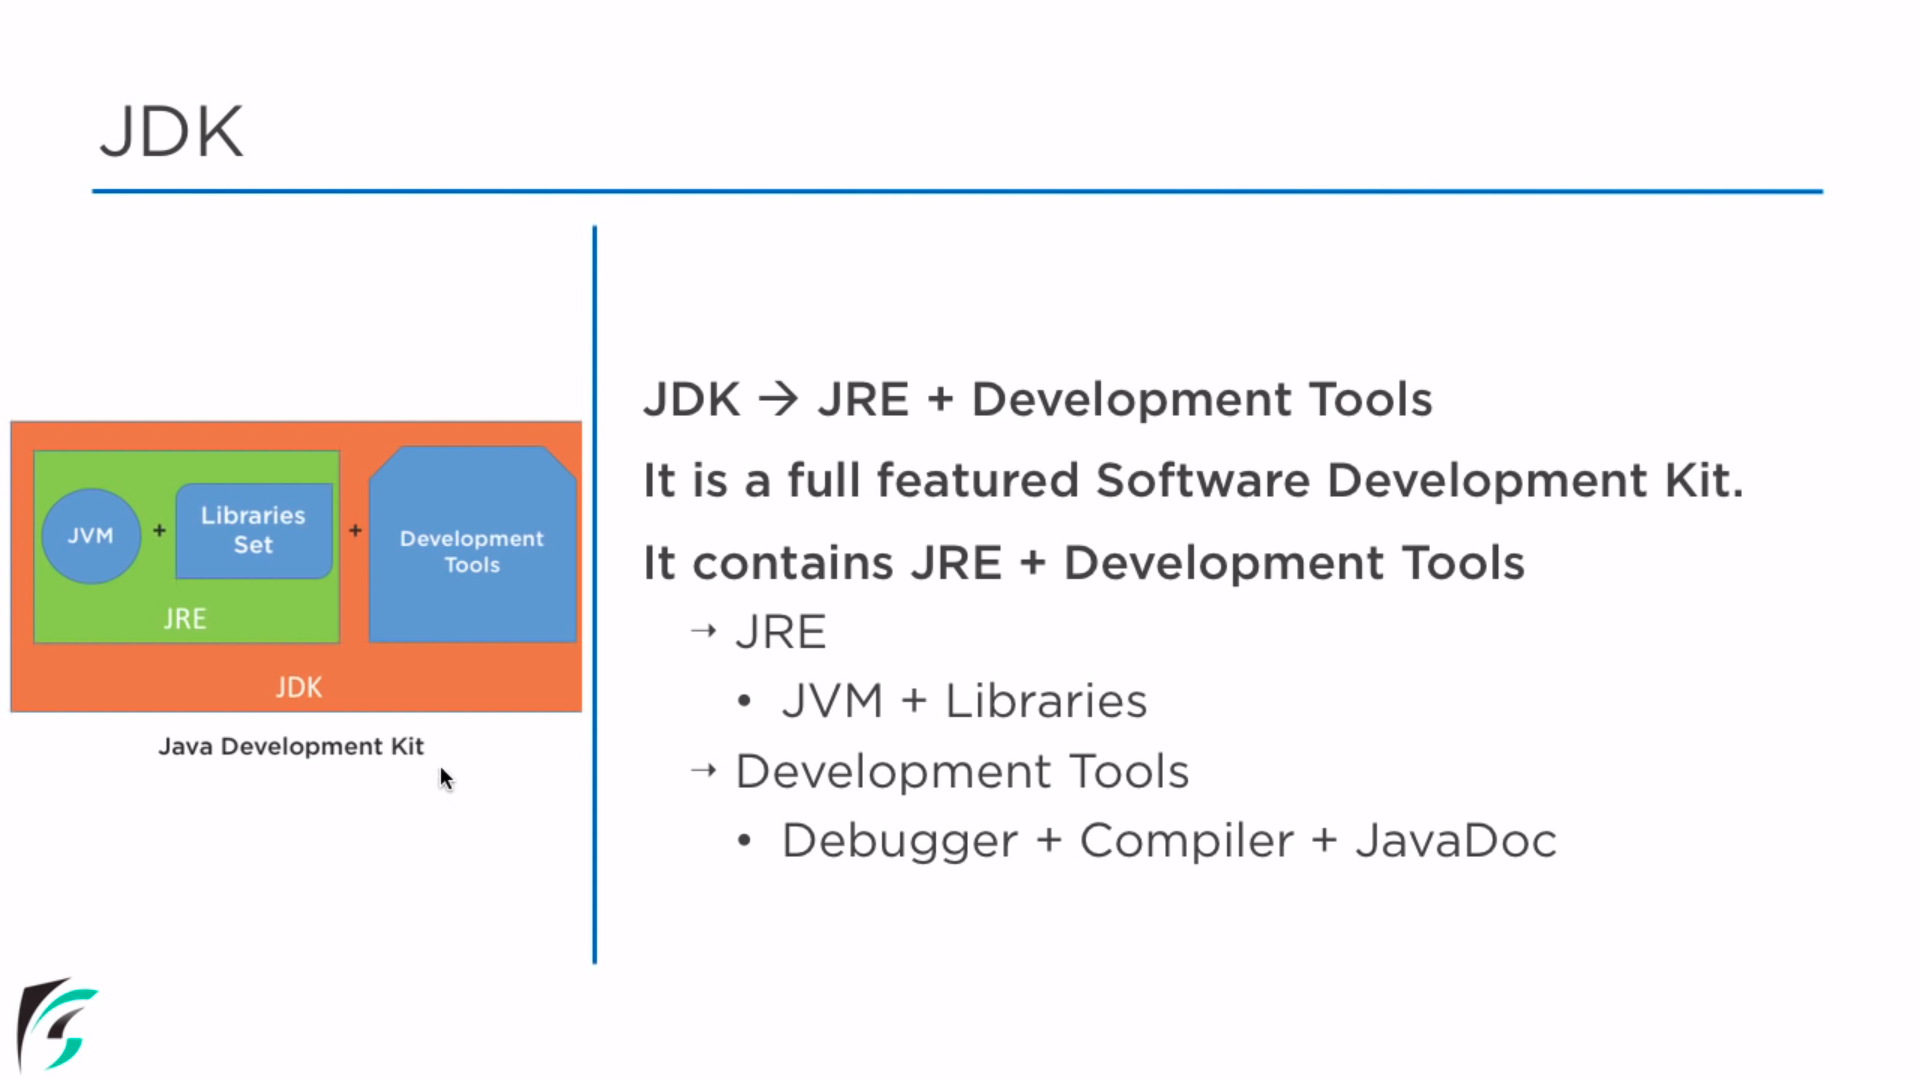 JDK
JVM
+
Libraries
Set
+
Development
Tools
JRE
JDK
Java Development Kit
JDK → JRE + Development Tools
It is a full featured Software Development Kit.
It contains JRE + Development Tools
→ JRE
• JVM + Libraries
→ Development Tools
• Debugger + Compiler + JavaDoc